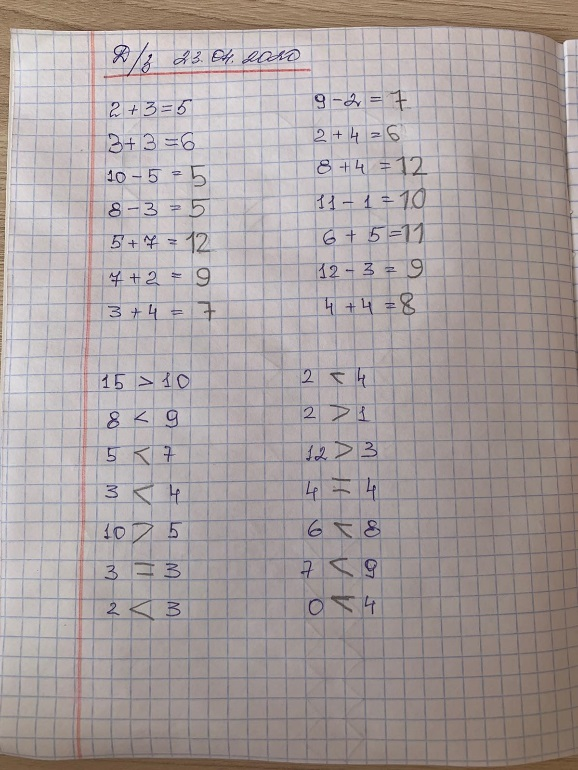 Д/з 23.04.2020
2 + 3 = 5
3 + 3 = 6
10 - 5 = 5
8 - 3 = 5
5 + 7 = 12
7 + 2 = 9
3 + 4 = 7
9 - 2 = 7
2 + 4 = 6
8 + 4 = 12
11 - 1 = 10
6 + 5 = 11
12 - 3 = 9
4 + 4 = 8
15 > 10
8 < 9
5 < 7
3 < 4
10 > 5
3 = 3
2 < 3
2 < 4
2 > 1
12 > 3
4 = 4
6 < 8
7 < 9
0 < 4